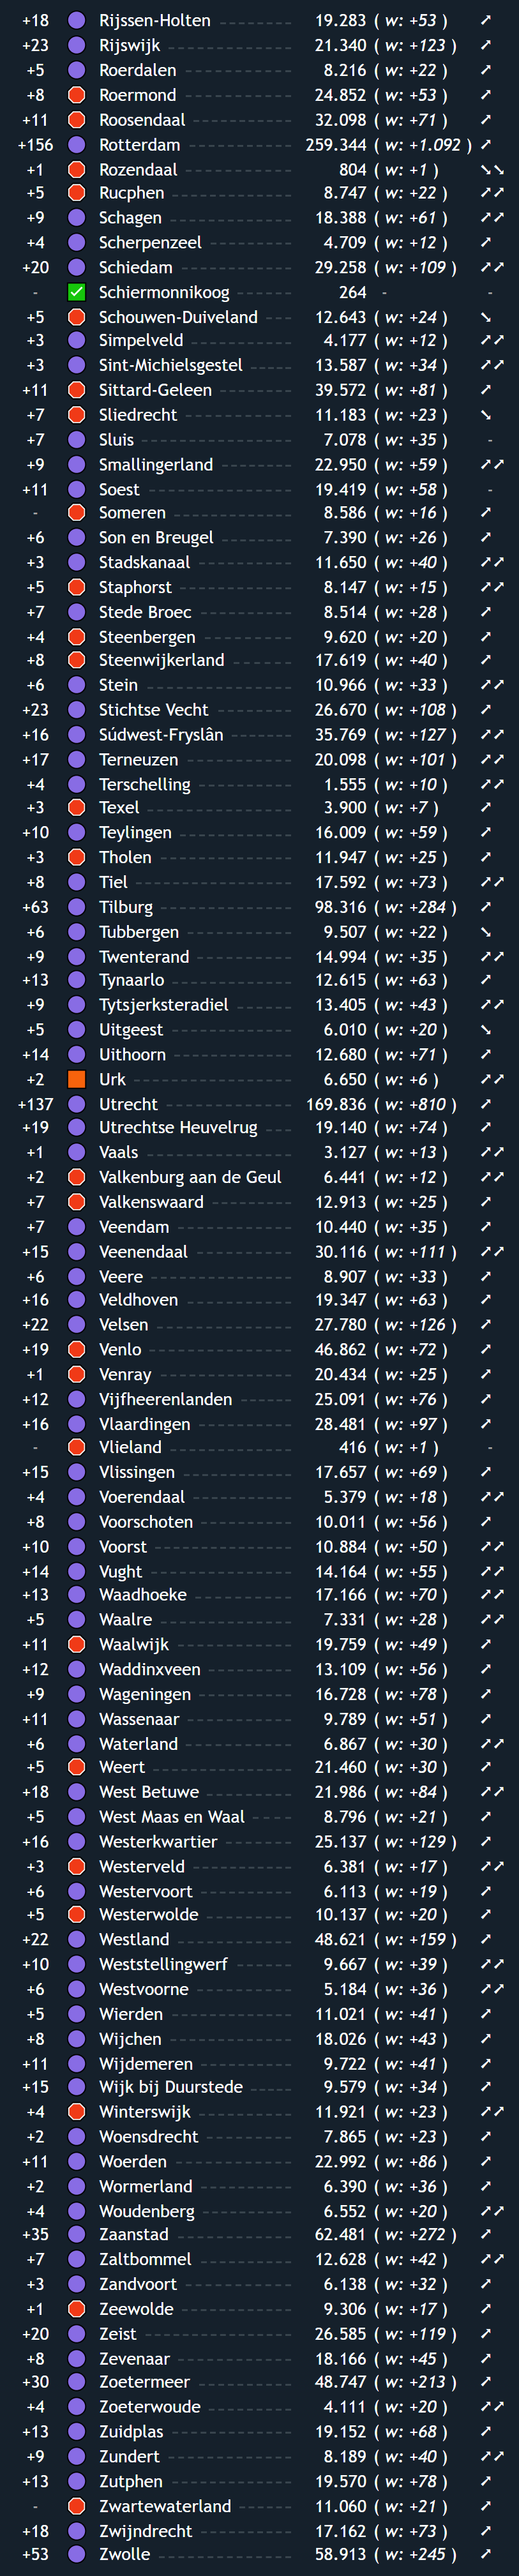 +18 Rijssen-Holten 19.283 ( w: +53 ) ↗
+23 Rijswijk 21.340 ( w: +123 ) ↗
+5 Roerdalen 8.216 ( w: +22 ) ↗
+8 Roermond 24.852 ( w: +53 ) ↗
+11 Roosendaal 32.098 ( w: +71 ) ↗
+156 Rotterdam 259.344 ( w: +1.092 ) ↗
+1 Rozendaal 804 ( w: +1 ) ↘↘
+5 Rucphen 8.747 ( w: +22 ) ↗↗
+9 Schagen 18.388 ( w: +61 ) ↗↗
+4 Scherpenzeel 4.709 ( w: +12 ) ↗
+20 Schiedam 29.258 ( w: +109 ) ↗↗
- Schiermonnikoog 264 - -
+5 Schouwen-Duiveland 12.643 ( w: +24 ) ↘
+3 Simpelveld 4.177 ( w: +12 ) ↗↗
+3 Sint-Michielsgestel 13.587 ( w: +34 ) ↗↗
+11 Sittard-Geleen 39.572 ( w: +81 ) ↗
+7 Sliedrecht 11.183 ( w: +23 ) ↘
+7 Sluis 7.078 ( w: +35 ) -
+9 Smallingerland 22.950 ( w: +59 ) ↗↗
+11 Soest 19.419 ( w: +58 ) -
- Someren 8.586 ( w: +16 ) ↗
+6 Son en Breugel 7.390 ( w: +26 ) ↗
+3 Stadskanaal 11.650 ( w: +40 ) ↗↗
+5 Staphorst 8.147 ( w: +15 ) ↗↗
+7 Stede Broec 8.514 ( w: +28 ) ↗
+4 Steenbergen 9.620 ( w: +20 ) ↗
+8 Steenwijkerland 17.619 ( w: +40 ) ↗
+6 Stein 10.966 ( w: +33 ) ↗↗
+23 Stichtse Vecht 26.670 ( w: +108 ) ↗
+16 Súdwest-Fryslân 35.769 ( w: +127 ) ↗↗
+17 Terneuzen 20.098 ( w: +101 ) ↗↗
+4 Terschelling 1.555 ( w: +10 ) ↗↗
+3 Texel 3.900 ( w: +7 ) ↗
+10 Teylingen 16.009 ( w: +59 ) ↗
+3 Tholen 11.947 ( w: +25 ) ↗
+8 Tiel 17.592 ( w: +73 ) ↗↗
+63 Tilburg 98.316 ( w: +284 ) ↗
+6 Tubbergen 9.507 ( w: +22 ) ↘
+9 Twenterand 14.994 ( w: +35 ) ↗↗
+13 Tynaarlo 12.615 ( w: +63 ) ↗
+9 Tytsjerksteradiel 13.405 ( w: +43 ) ↗↗
+5 Uitgeest 6.010 ( w: +20 ) ↘
+14 Uithoorn 12.680 ( w: +71 ) ↗
+2 Urk 6.650 ( w: +6 ) ↗↗
+137 Utrecht 169.836 ( w: +810 ) ↗
+19 Utrechtse Heuvelrug 19.140 ( w: +74 ) ↗
+1 Vaals 3.127 ( w: +13 ) ↗↗
+2 Valkenburg aan de Geul 6.441 ( w: +12 ) ↗↗
+7 Valkenswaard 12.913 ( w: +25 ) ↗
+7 Veendam 10.440 ( w: +35 ) ↗
+15 Veenendaal 30.116 ( w: +111 ) ↗↗
+6 Veere 8.907 ( w: +33 ) ↗
+16 Veldhoven 19.347 ( w: +63 ) ↗
+22 Velsen 27.780 ( w: +126 ) ↗
+19 Venlo 46.862 ( w: +72 ) ↗
+1 Venray 20.434 ( w: +25 ) ↗
+12 Vijfheerenlanden 25.091 ( w: +76 ) ↗
+16 Vlaardingen 28.481 ( w: +97 ) ↗
- Vlieland 416 ( w: +1 ) -
+15 Vlissingen 17.657 ( w: +69 ) ↗
+4 Voerendaal 5.379 ( w: +18 ) ↗↗
+8 Voorschoten 10.011 ( w: +56 ) ↗
+10 Voorst 10.884 ( w: +50 ) ↗↗
+14 Vught 14.164 ( w: +55 ) ↗↗
+13 Waadhoeke 17.166 ( w: +70 ) ↗↗
+5 Waalre 7.331 ( w: +28 ) ↗↗
+11 Waalwijk 19.759 ( w: +49 ) ↗
+12 Waddinxveen 13.109 ( w: +56 ) ↗
+9 Wageningen 16.728 ( w: +78 ) ↗
+11 Wassenaar 9.789 ( w: +51 ) ↗
+6 Waterland 6.867 ( w: +30 ) ↗↗
+5 Weert 21.460 ( w: +30 ) ↗
+18 West Betuwe 21.986 ( w: +84 ) ↗↗
+5 West Maas en Waal 8.796 ( w: +21 ) ↗
+16 Westerkwartier 25.137 ( w: +129 ) ↗
+3 Westerveld 6.381 ( w: +17 ) ↗↗
+6 Westervoort 6.113 ( w: +19 ) ↗
+5 Westerwolde 10.137 ( w: +20 ) ↗
+22 Westland 48.621 ( w: +159 ) ↗
+10 Weststellingwerf 9.667 ( w: +39 ) ↗↗
+6 Westvoorne 5.184 ( w: +36 ) ↗↗
+5 Wierden 11.021 ( w: +41 ) ↗
+8 Wijchen 18.026 ( w: +43 ) ↗
+11 Wijdemeren 9.722 ( w: +41 ) ↗
+15 Wijk bij Duurstede 9.579 ( w: +34 ) ↗
+4 Winterswijk 11.921 ( w: +23 ) ↗↗
+2 Woensdrecht 7.865 ( w: +23 ) ↗
+11 Woerden 22.992 ( w: +86 ) ↗
+2 Wormerland 6.390 ( w: +36 ) ↗
+4 Woudenberg 6.552 ( w: +20 ) ↗↗
+35 Zaanstad 62.481 ( w: +272 ) ↗
+7 Zaltbommel 12.628 ( w: +42 ) ↗↗
+3 Zandvoort 6.138 ( w: +32 ) ↗
+1 Zeewolde 9.306 ( w: +17 ) ↗
+20 Zeist 26.585 ( w: +119 ) ↗
+8 Zevenaar 18.166 ( w: +45 ) ↗
+30 Zoetermeer 48.747 ( w: +213 ) ↗
+4 Zoeterwoude 4.111 ( w: +20 ) ↗↗
+13 Zuidplas 19.152 ( w: +68 ) ↗
+9 Zundert 8.189 ( w: +40 ) ↗↗
+13 Zutphen 19.570 ( w: +78 ) ↗
- Zwartewaterland 11.060 ( w: +21 ) ↗
+18 Zwijndrecht 17.162 ( w: +73 ) ↗
+53 Zwolle 58.913 ( w: +245 ) ↗